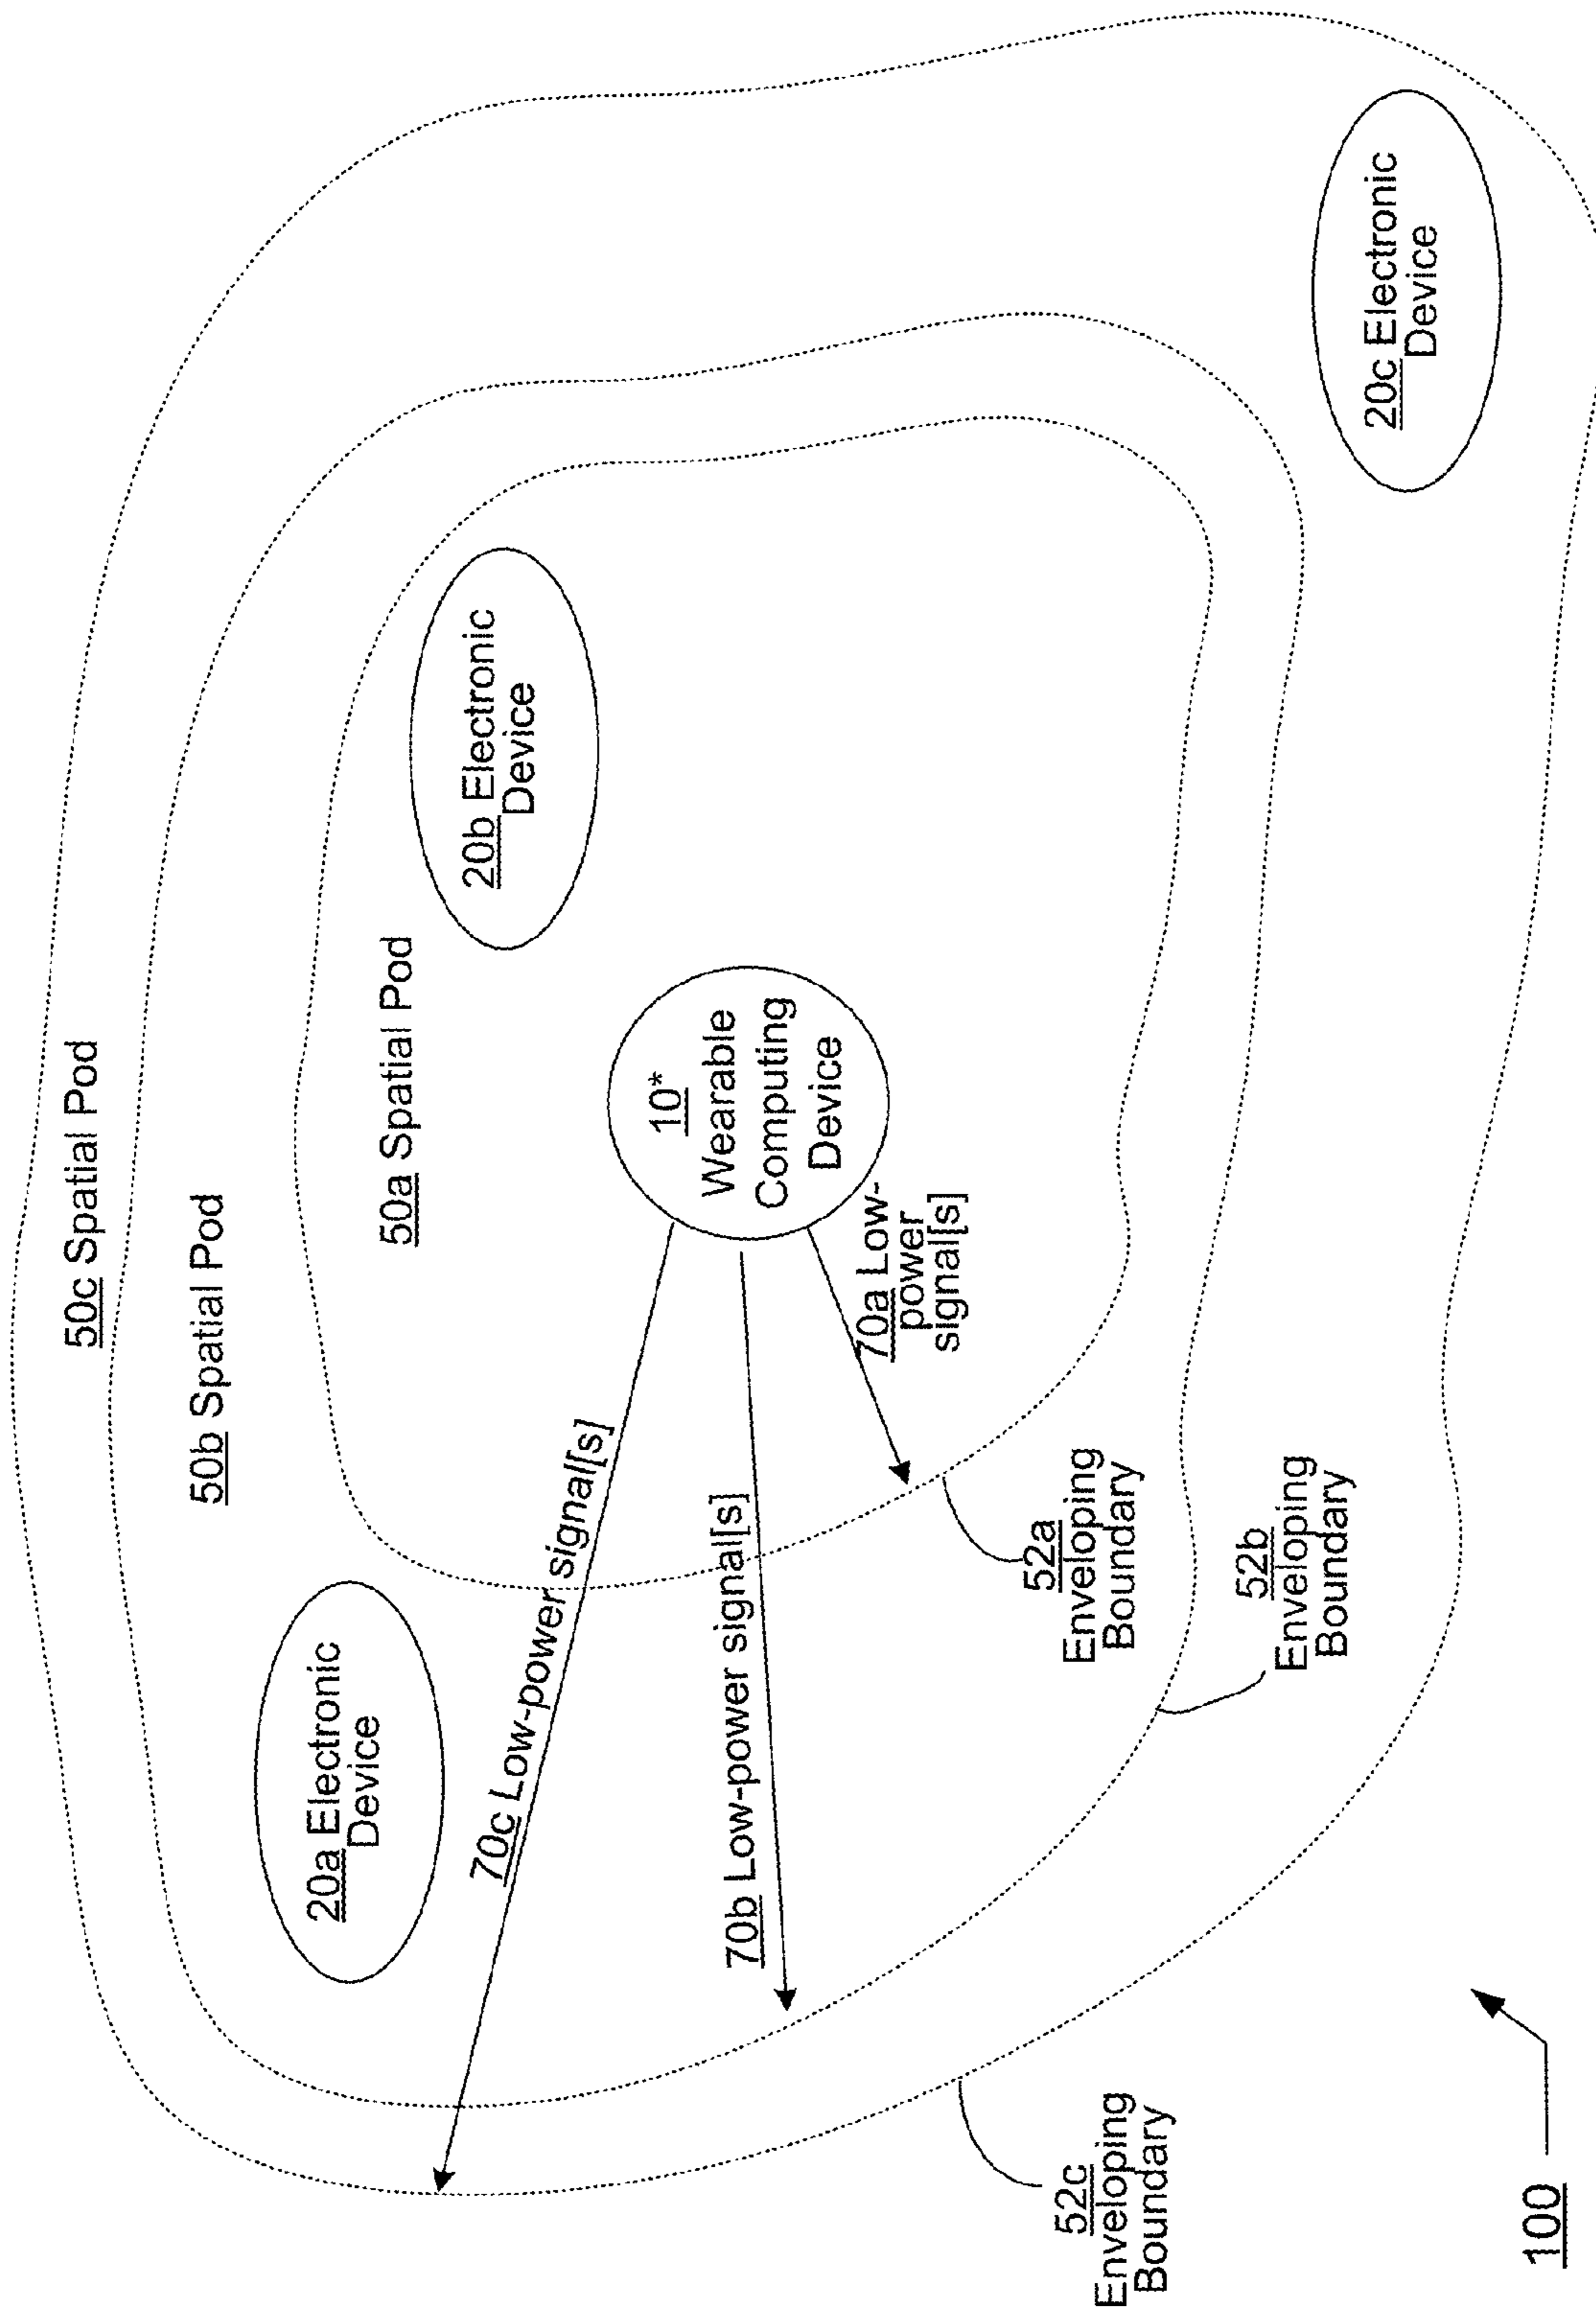 50c Spatial Pod
50b Spatial Pod
50a Spatial Pod
20a Electronic
Device
20b Electronic
Device
70c Low-power signal[s]
10*
Wearable
Computing
Device
70b Low-power signal[s]
70a Low-
power
signal[s]
52a
Enveloping
Boundary
52b
Enveloping
Boundary
52c
Enveloping
Boundary
20c Electronic
Device
100